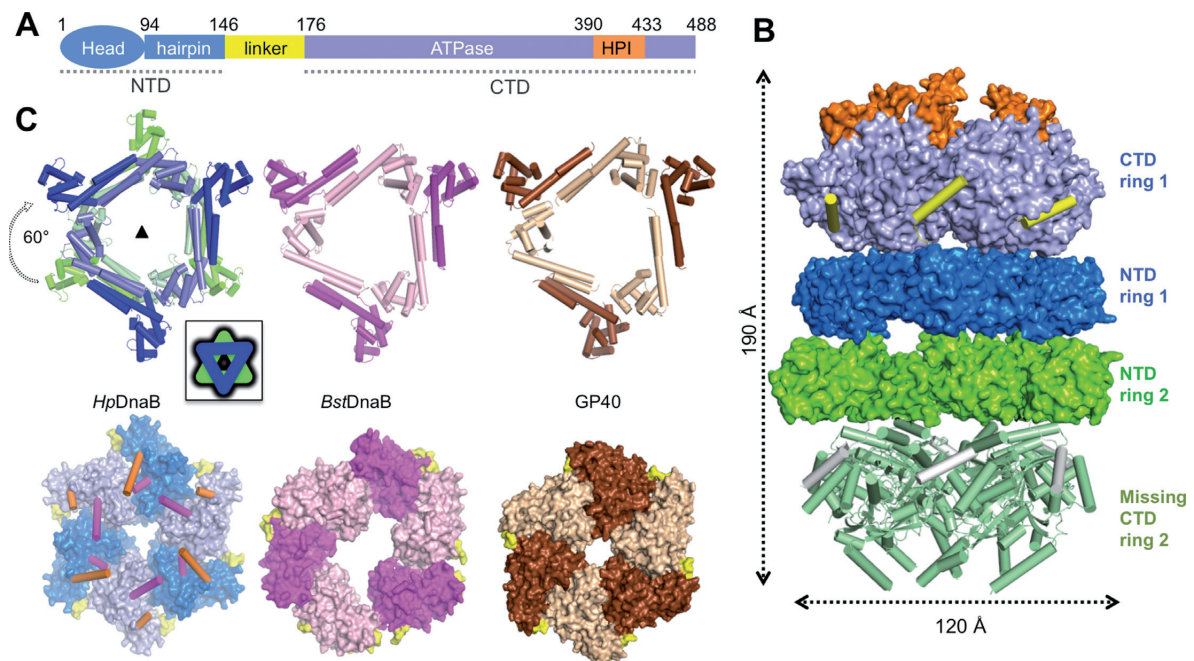 A
1 94 146 176 390 433 488
Head hairpin linker ATPase HPI
NTD CTD
B
190 Å
CTD
ring 1
NTD
ring 1
NTD
ring 2
Missing
CTD
ring 2
120 Å
C
60°
HpDnaB BstDnaB GP40